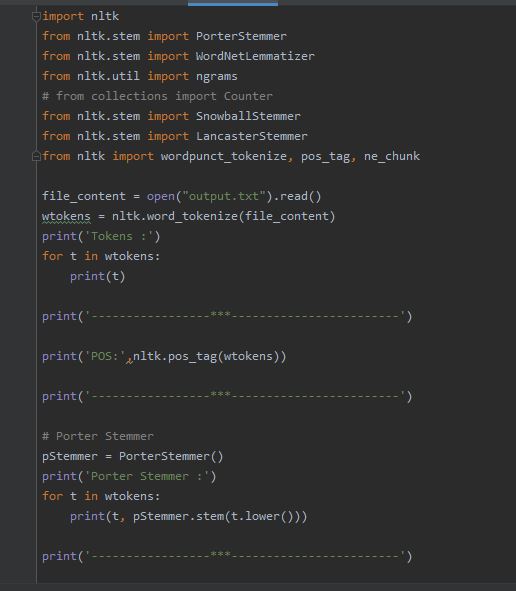 import nltk
from nltk.stem import PorterStemmer
from nltk.stem import WordNetLemmatizer
from nltk.util import ngrams
# from collections import Counter
from nltk.stem import SnowballStemmer
from nltk.stem import LancasterStemmer
from nltk import wordpunct_tokenize, pos_tag, ne_chunk
file_content = open("output.txt").read()
wtokens = nltk.word_tokenize(file_content)
print('Tokens :')
for t in wtokens:
    print(t)
print('-----------------***------------------------')
print('POS:',nltk.pos_tag(wtokens))
print('-----------------***------------------------')
# Porter Stemmer
pStemmer = PorterStemmer()
print('Porter Stemmer :')
for t in wtokens:
    print(t, pStemmer.stem(t.lower()))
print('-----------------***------------------------')